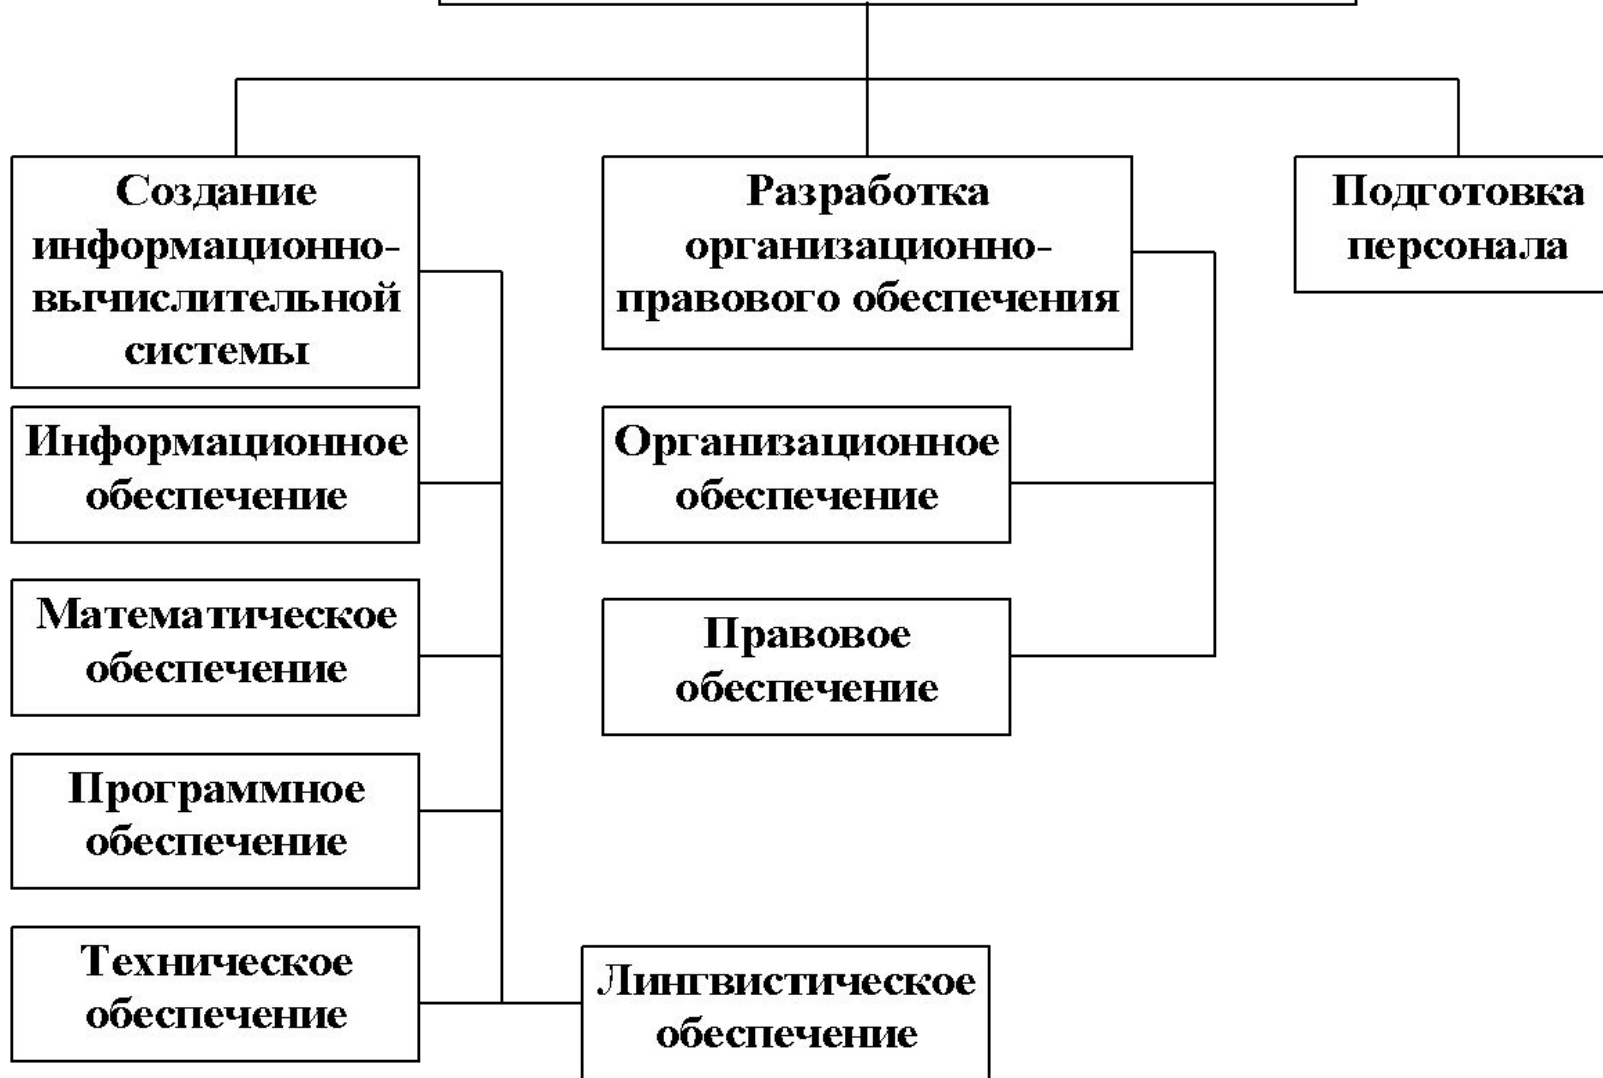 Создание
информационно-
вычислительной
системы
Разработка
организационно-
правового обеспечения
Подготовка
персонала
Информационное
обеспечение
Организационное
обеспечение
Математическое
обеспечение
Правовое
обеспечение
Программное
обеспечение
Техническое
обеспечение
Лингвистическое
обеспечение